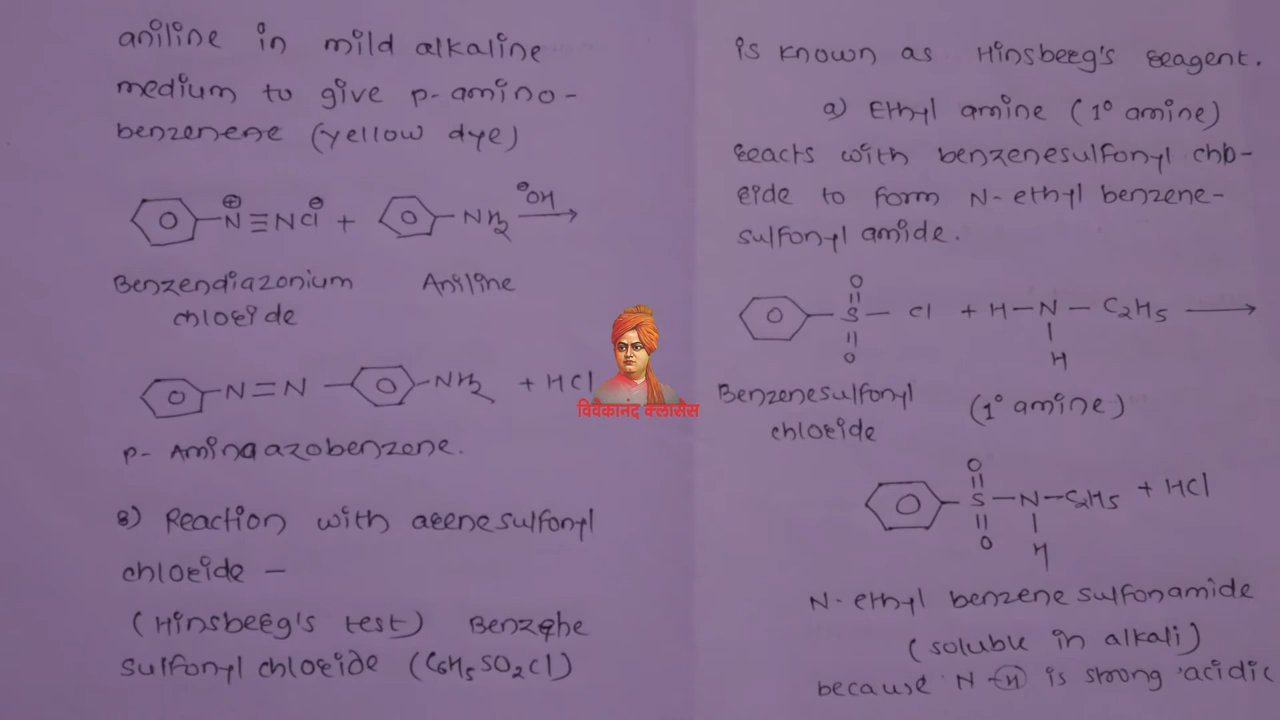 aniline in mild alkaline
medium to give p-amino-
benzenene (yellow dye)
⊕ ⊖ ⊖OH
N≡NCl + NH2 →
Benzendiazonium Aniline
chloride
N=N NH2 + HCl
p- Aminoazobenzene.
8) Reaction with arenesulfonyl
chloride –
(Hinsberg's test) Benzene
sulfonyl chloride (C6H5SO2Cl)
विवेकानंद क्लासेस
is known as Hinsberg's reagent.
a) Ethyl amine (1° amine)
reacts with benzenesulfonyl chlo-
ride to form N-ethyl benzene-
sulfonyl amide.
O
S – Cl + H–N – C2H5 →
O H
Benzenesulfonyl (1° amine)
chloride
O
S–N–C2H5 + HCl
O H
N-ethyl benzene sulfonamide
(soluble in alkali)
because N-H is strong acidic